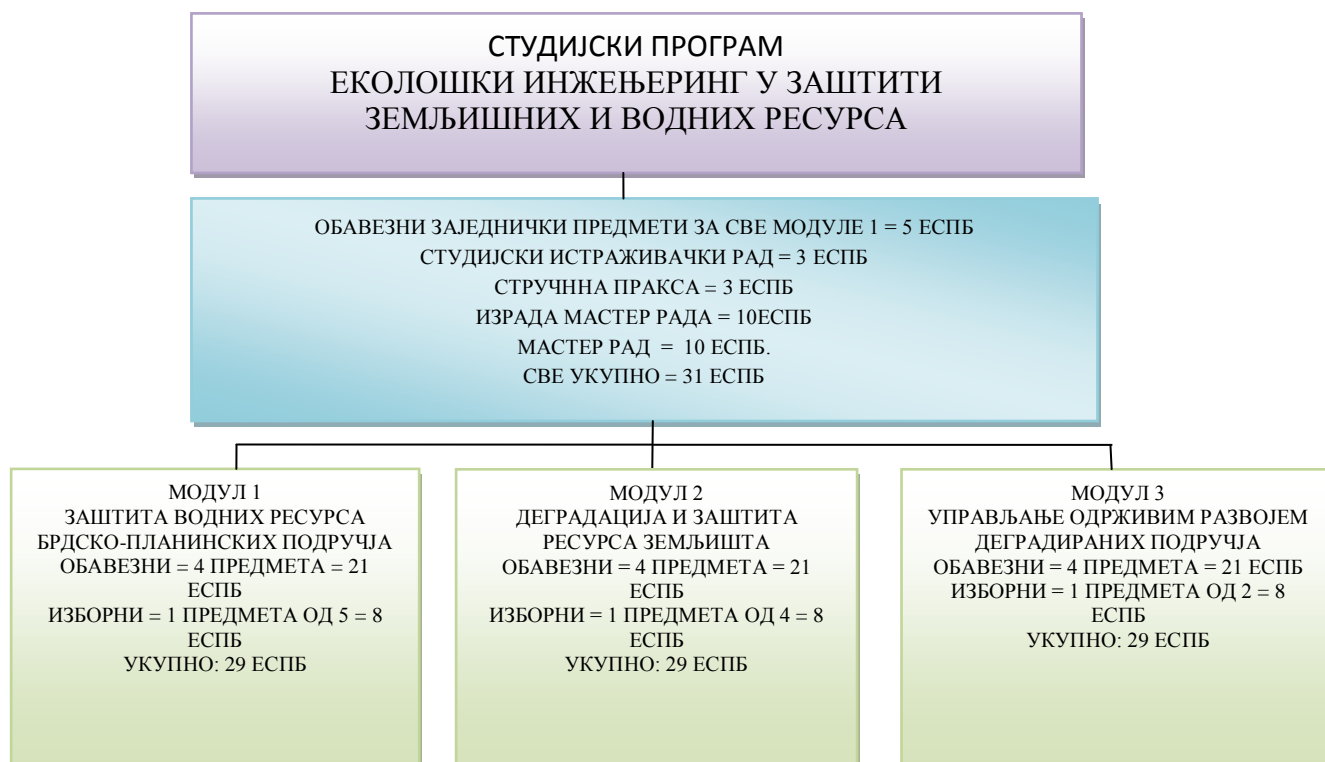 СТУДИЈСКИ ПРОГРАМ
ЕКОЛОШКИ ИНЖЕЊЕРИНГ У ЗАШТИТИ
ЗЕМЉИШНИХ И ВОДНИХ РЕСУРСА
ОБАВЕЗНИ ЗАЈЕДНИЧКИ ПРЕДМЕТИ ЗА СВЕ МОДУЛЕ 1 = 5 ЕСПБ
СТУДИЈСКИ ИСТРАЖИВАЧКИ РАД = 3 ЕСПБ
СТРУЧННА ПРАКСА = 3 ЕСПБ
ИЗРАДА МАСТЕР РАДА = 10ЕСПБ
МАСТЕР РАД = 10 ЕСПБ.
СВЕ УКУПНО = 31 ЕСПБ
МОДУЛ 1
ЗАШТИТА ВОДНИХ РЕСУРСА
БРДСКО-ПЛАНИНСКИХ ПОДРУЧЈА
ОБАВЕЗНИ = 4 ПРЕДМЕТА = 21
ЕСПБ
ИЗБОРНИ = 1 ПРЕДМЕТА ОД 5 = 8
ЕСПБ
УКУПНО: 29 ЕСПБ
МОДУЛ 2
ДЕГРАДАЦИЈА И ЗАШТИТА
РЕСУРСА ЗЕМЉИШТА
ОБАВЕЗНИ = 4 ПРЕДМЕТА = 21
ЕСПБ
ИЗБОРНИ = 1 ПРЕДМЕТА ОД 4 = 8
ЕСПБ
УКУПНО: 29 ЕСПБ
МОДУЛ 3
УПРАВЉАЊЕ ОДРЖИВИМ РАЗВОЈЕМ
ДЕГРАДИРАНИХ ПОДРУЧЈА
ОБАВЕЗНИ = 4 ПРЕДМЕТА = 21 ЕСПБ
ИЗБОРНИ = 1 ПРЕДМЕТА ОД 2 = 8
ЕСПБ
УКУПНО: 29 ЕСПБ